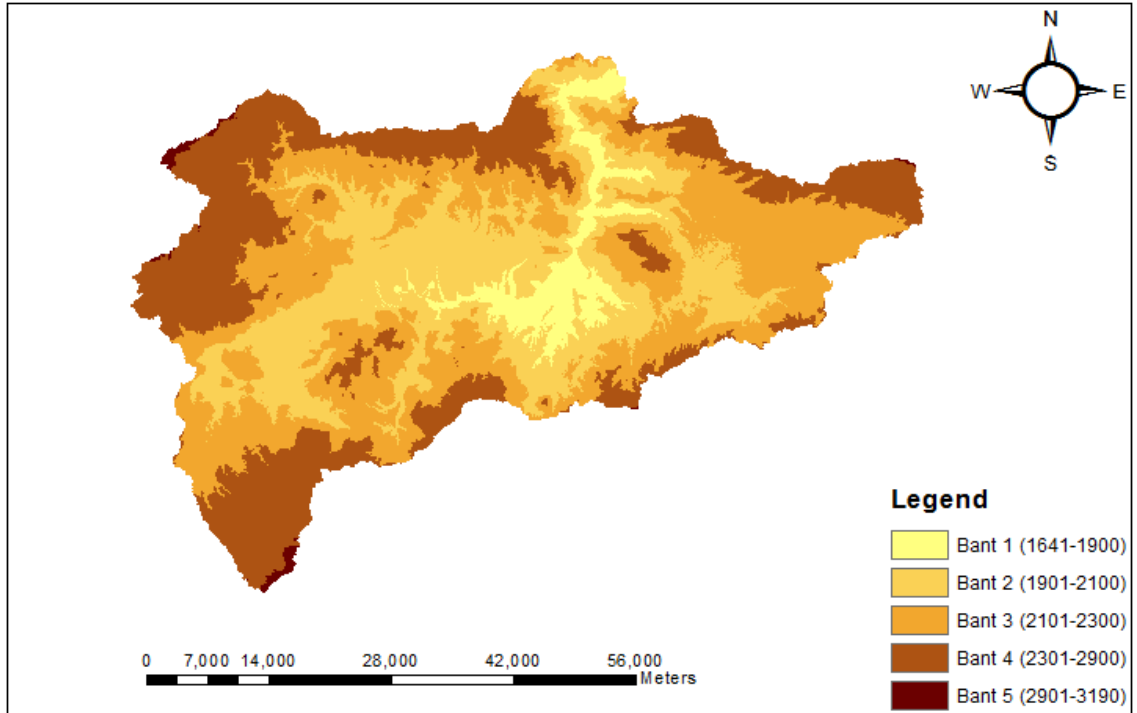 N
W E
S
Legend
Bant 1 (1641-1900)
Bant 2 (1901-2100)
Bant 3 (2101-2300)
Bant 4 (2301-2900)
Bant 5 (2901-3190)
0 7,000 14,000 28,000 42,000 56,000
Meters